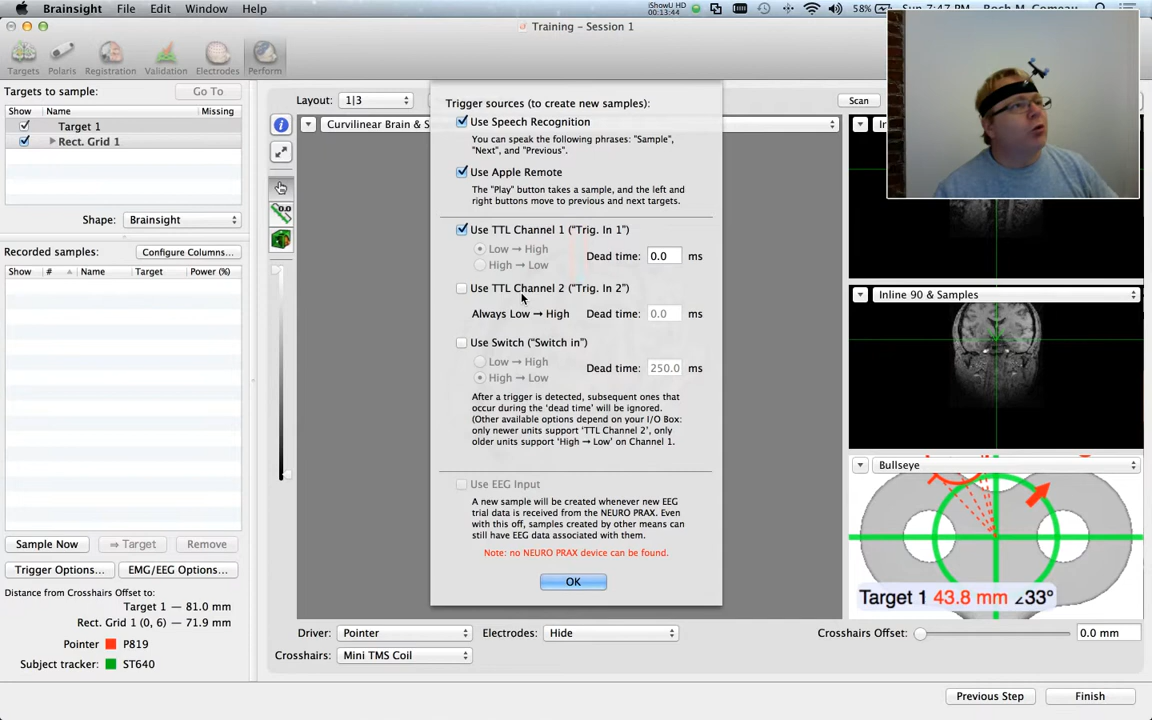 Brainsight File Edit Window Help
iShowU HD
00:13:44
58%
Training – Session 1
Targets Polaris Registration Validation Electrodes Perform
Targets to sample: Go To
Show Name Missing
Target 1
Rect. Grid 1
Shape: Brainsight
Recorded samples: Configure Columns...
Show # Name Target Power (%)
Sample Now ⇒ Target Remove
Trigger Options... EMG/EEG Options...
Distance from Crosshairs Offset to:
Target 1 — 81.0 mm
Rect. Grid 1 (0, 6) — 71.9 mm
Pointer P819
Subject tracker: ST640
Layout: 1|3
Scan
Curvilinear Brain & S
Trigger sources (to create new samples):
Use Speech Recognition
You can speak the following phrases: "Sample",
"Next", and "Previous".
Use Apple Remote
The "Play" button takes a sample, and the left and
right buttons move to previous and next targets.
Use TTL Channel 1 ("Trig. In 1")
Low → High
High → Low
Dead time: 0.0 ms
Use TTL Channel 2 ("Trig. In 2")
Always Low → High Dead time: 0.0 ms
Use Switch ("Switch in")
Low → High
High → Low
Dead time: 250.0 ms
After a trigger is detected, subsequent ones that
occur during the 'dead time' will be ignored.
(Other available options depend on your I/O Box:
only newer units support 'TTL Channel 2', only
older units support 'High → Low' on Channel 1.
Use EEG Input
A new sample will be created whenever new EEG
trial data is received from the NEURO PRAX. Even
with this off, samples created by other means can
still have EEG data associated with them.
Note: no NEURO PRAX device can be found.
OK
Inline 90 & Samples
Bullseye
Target 1 43.8 mm ∠33°
Driver: Pointer Electrodes: Hide
Crosshairs: Mini TMS Coil
Crosshairs Offset: 0.0 mm
Previous Step Finish